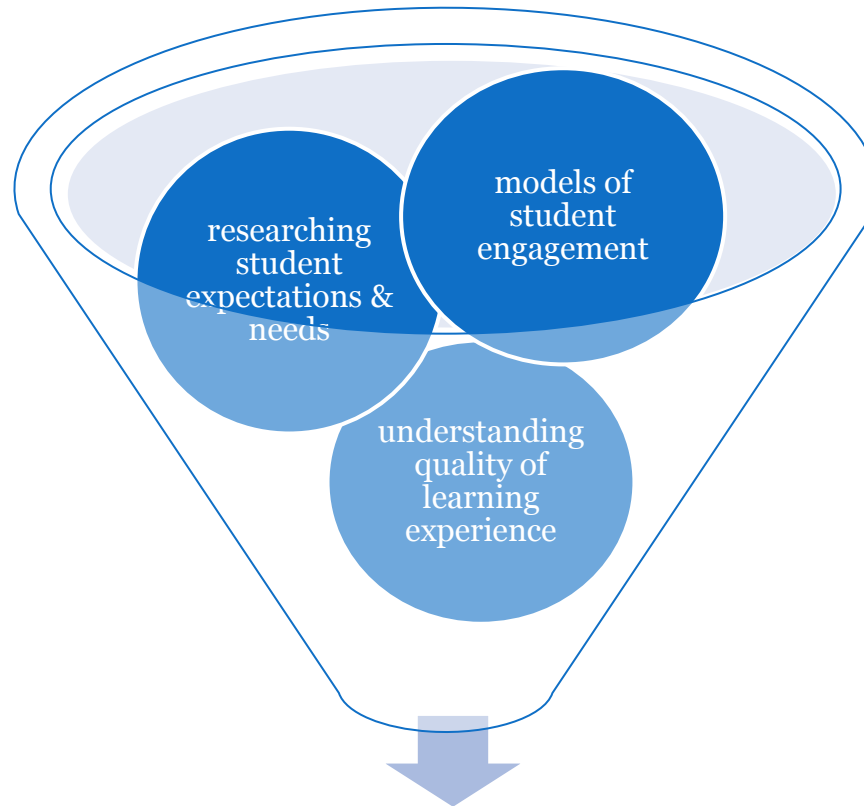 researching
student
expectations &
needs
models of
student
engagement
understanding
quality of
learning
experience